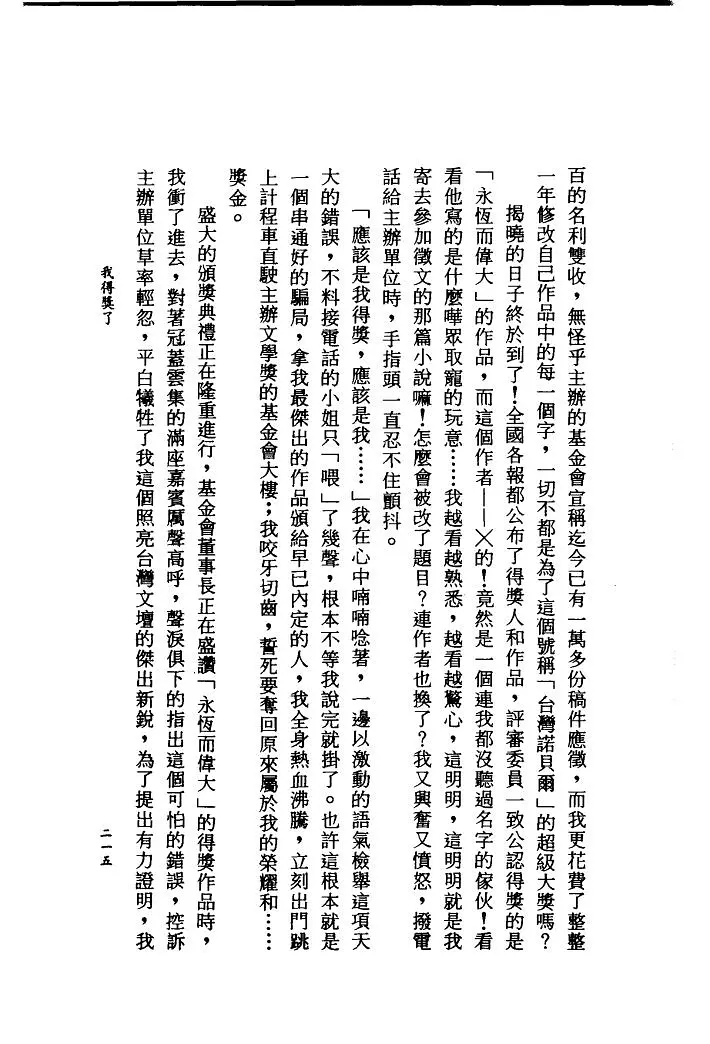 百的名利雙收，無怪乎主辦的基金會宣稱迄今已有一萬多份稿件應徵，而我更花費了整整
一年修改自己作品中的每一個字，一切不都是為了這個號稱「台灣諾貝爾」的超級大獎嗎？
揭曉的日子終於到了！全國各報都公布了得獎人和作品，評審委員一致公認得獎的是
「永恆而偉大」的作品，而這個作者——╳的！竟然是一個連我都沒聽過名字的傢伙！看
看他寫的是什麼嘩眾取寵的玩意……我越看越熟悉，越看越驚心，這明明，這明明就是我
寄去參加徵文的那篇小說嘛！怎麼會被改了題目？連作者也換了？我又興奮又憤怒，撥電
話給主辦單位時，手指頭一直忍不住顫抖。
「應該是我得獎，應該是我……」我在心中喃喃唸著，一邊以激動的語氣檢舉這項天
大的錯誤，不料接電話的小姐只「喂」了幾聲，根本不等我說完就掛了。也許這根本就是
一個串通好的騙局，拿我最傑出的作品頒給早已內定的人，我全身熱血沸騰，立刻出門跳
上計程車直駛主辦文學獎的基金會大樓；我咬牙切齒，誓死要奪回原來屬於我的榮耀和……
獎金。
盛大的頒獎典禮正在隆重進行，基金會董事長正在盛讚「永恆而偉大」的得獎作品時，
我衝了進去，對著冠蓋雲集的滿座嘉賓厲聲高呼，聲淚俱下的指出這個可怕的錯誤，控訴
主辦單位草率輕忽，平白犧牲了我這個照亮台灣文壇的傑出新銳，為了提出有力證明，我
我得獎了
二一五